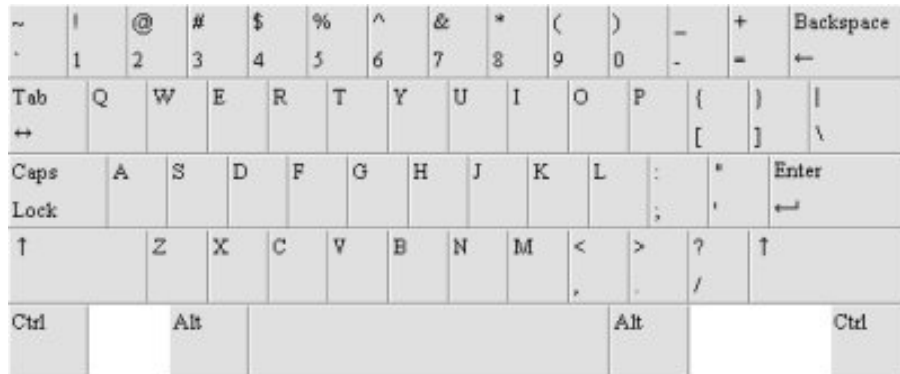 ~ ! @ # $ % ^ & * ( ) _ + Backspace
` 1 2 3 4 5 6 7 8 9 0 - = ←
Tab Q W E R T Y U I O P { } |
↔ [ ] \
Caps A S D F G H J K L : " Enter
Lock ; ' ↵
↑ Z X C V B N M < > ? ↑
, . /
Ctrl Alt Alt Ctrl